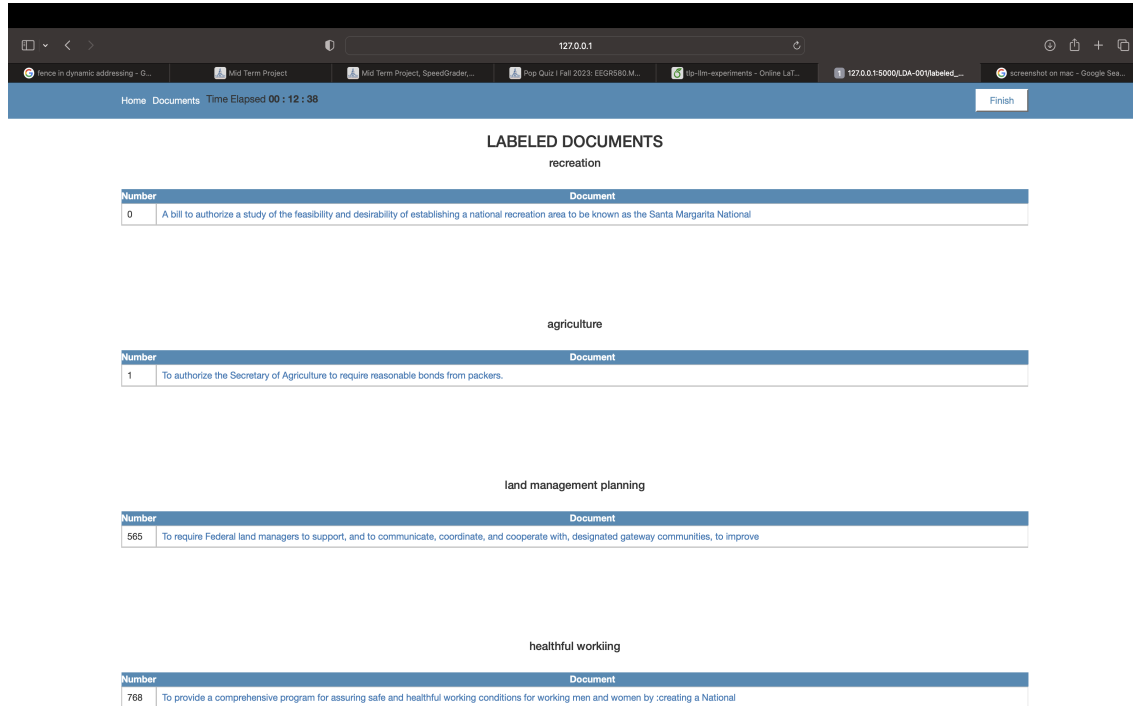 127.0.0.1
fence in dynamic addressing - G...
Mid Term Project
Mid Term Project, SpeedGrader,...
Pop Quiz I Fall 2023: EEGR580.M...
tlp-llm-experiments - Online LaT...
1 127.0.0.1:5000/LDA-001/labeled_...
screenshot on mac - Google Sea...
Home Documents Time Elapsed 00 : 12 : 38 Finish
LABELED DOCUMENTS
recreation
Number Document
0 A bill to authorize a study of the feasibility and desirability of establishing a national recreation area to be known as the Santa Margarita National
agriculture
Number Document
1 To authorize the Secretary of Agriculture to require reasonable bonds from packers.
land management planning
Number Document
565 To require Federal land managers to support, and to communicate, coordinate, and cooperate with, designated gateway communities, to improve
healthful workiing
Number Document
768 To provide a comprehensive program for assuring safe and healthful working conditions for working men and women by :creating a National